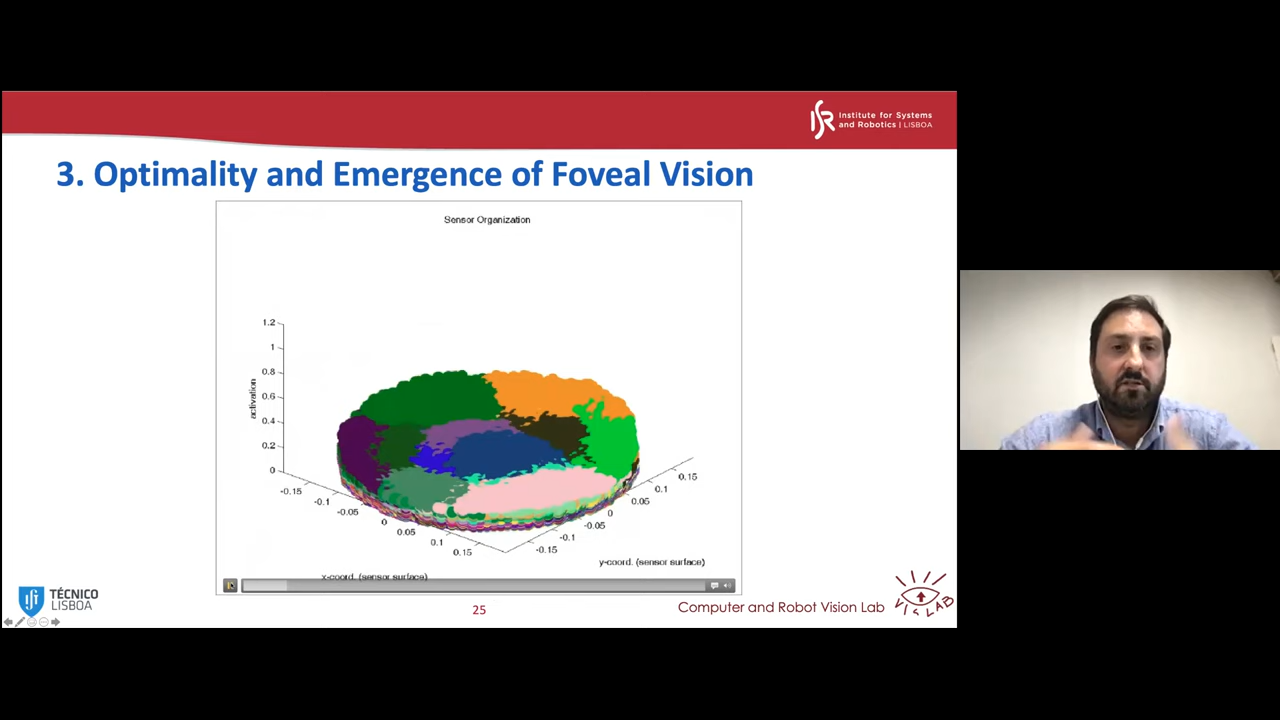 Institute for Systems
and Robotics | LISBOA
3. Optimality and Emergence of Foveal Vision
Sensor Organization
1.2
1
0.8
0.6
0.4
0.2
0
activation
-0.15
-0.1
-0.05
0
0.05
0.1
0.15
x-coord. (sensor surface)
-0.15
-0.1
-0.05
0
0.05
0.1
0.15
y-coord. (sensor surface)
TÉCNICO
LISBOA
25
Computer and Robot Vision Lab
VISLAB